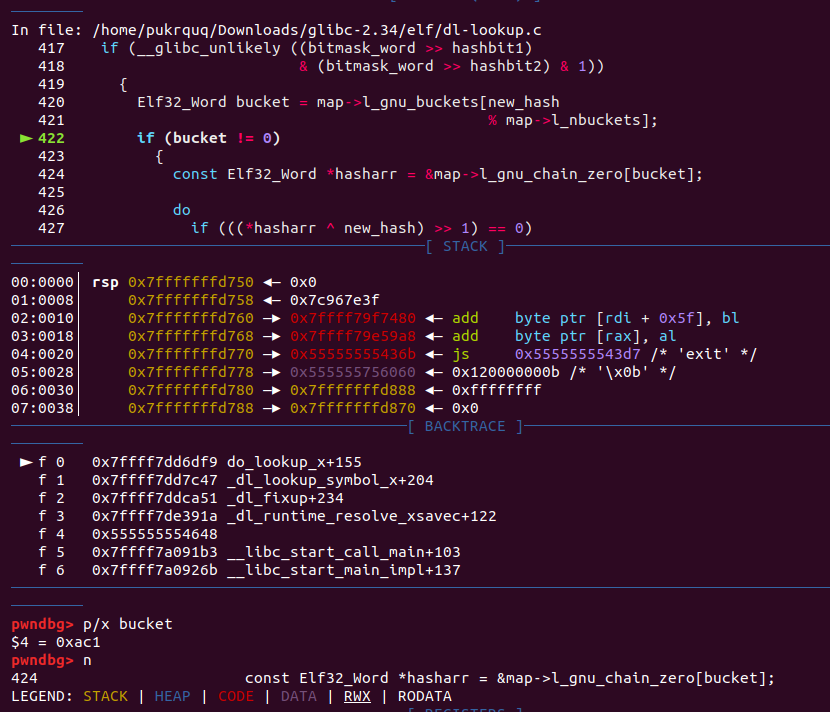 In file: /home/pukrquq/Downloads/glibc-2.34/elf/dl-lookup.c
417 if (__glibc_unlikely ((bitmask_word >> hashbit1)
418 & (bitmask_word >> hashbit2) & 1))
419 {
420 Elf32_Word bucket = map->l_gnu_buckets[new_hash
421 % map->l_nbuckets];
► 422 if (bucket != 0)
423 {
424 const Elf32_Word *hasharr = &map->l_gnu_chain_zero[bucket];
425
426 do
427 if (((*hasharr ^ new_hash) >> 1) == 0)
[ STACK ]
00:0000│ rsp 0x7fffffffd750 ◄— 0x0
01:0008│ 0x7fffffffd758 ◄— 0x7c967e3f
02:0010│ 0x7fffffffd760 —► 0x7ffff79f7480 ◄— add byte ptr [rdi + 0x5f], bl
03:0018│ 0x7fffffffd768 —► 0x7ffff79e59a8 ◄— add byte ptr [rax], al
04:0020│ 0x7fffffffd770 —► 0x55555555436b ◄— js 0x5555555543d7 /* 'exit' */
05:0028│ 0x7fffffffd778 —► 0x555555756060 ◄— 0x120000000b /* '\x0b' */
06:0030│ 0x7fffffffd780 —► 0x7fffffffd888 ◄— 0xffffffff
07:0038│ 0x7fffffffd788 —► 0x7fffffffd870 ◄— 0x0
[ BACKTRACE ]
► f 0 0x7ffff7dd6df9 do_lookup_x+155
f 1 0x7ffff7dd7c47 _dl_lookup_symbol_x+204
f 2 0x7ffff7ddca51 _dl_fixup+234
f 3 0x7ffff7de391a _dl_runtime_resolve_xsavec+122
f 4 0x555555554648
f 5 0x7ffff7a091b3 __libc_start_call_main+103
f 6 0x7ffff7a0926b __libc_start_main_impl+137
pwndbg> p/x bucket
$4 = 0xac1
pwndbg> n
424 const Elf32_Word *hasharr = &map->l_gnu_chain_zero[bucket];
LEGEND: STACK | HEAP | CODE | DATA | RWX | RODATA
[ REGISTERS ]